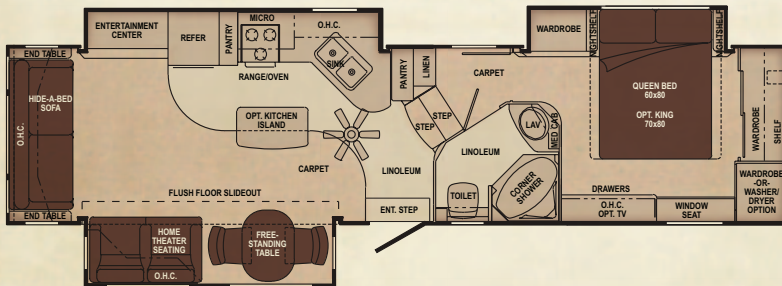 ENTERTAINMENT
CENTER
REFER
PANTRY
MICRO
O.H.C.
SINK
RANGE/OVEN
END TABLE
HIDE-A-BED
SOFA
O.H.C.
END TABLE
OPT. KITCHEN
ISLAND
CARPET
FLUSH FLOOR SLIDEOUT
HOME
THEATER
SEATING
O.H.C.
FREE-
STANDING
TABLE
PANTRY
LINEN
STEP
STEP
LINOLEUM
ENT. STEP
CARPET
LAV
MED CAB
LINOLEUM
TOILET
CORNER
SHOWER
WARDROBE
NIGHTSHELF
NIGHTSHELF
QUEEN BED
60x80
OPT. KING
70x80
DRAWERS
O.H.C.
OPT. TV
WINDOW
SEAT
WARDROBE
SHELF
WARDROBE
-OR-
WASHER/
DRYER
OPTION